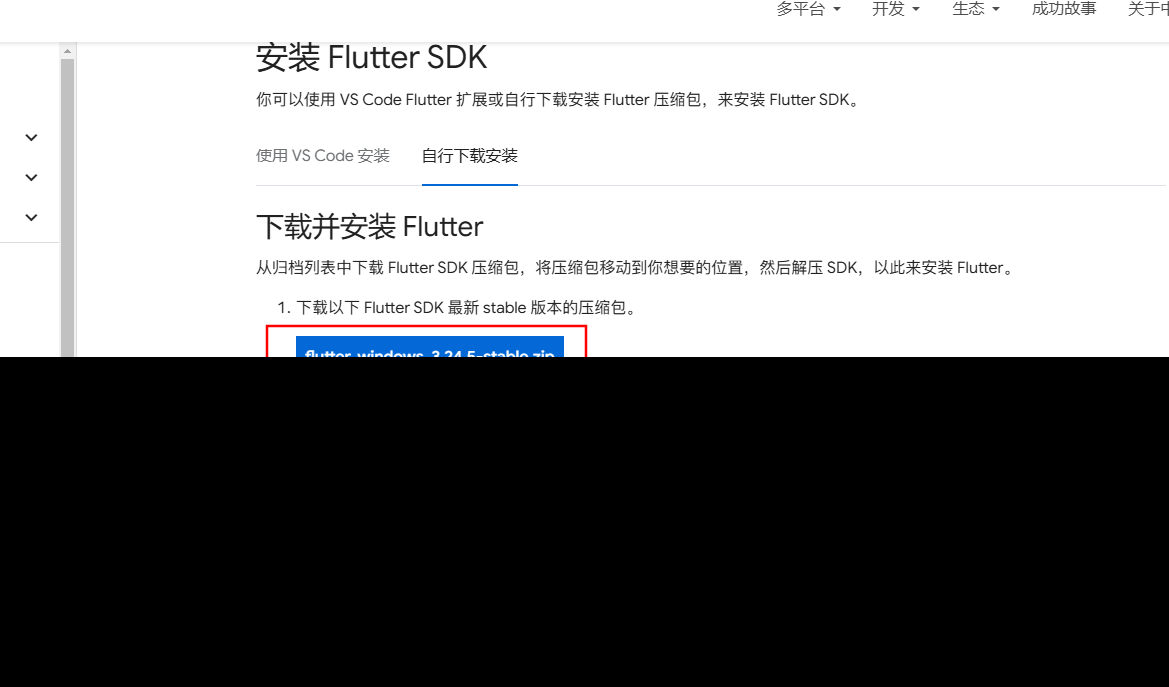 多平台 开发 生态 成功故事 关于中
安装 Flutter SDK
你可以使用 VS Code Flutter 扩展或自行下载安装 Flutter 压缩包，来安装 Flutter SDK。
使用 VS Code 安装 自行下载安装
下载并安装 Flutter
从归档列表中下载 Flutter SDK 压缩包，将压缩包移动到你想要的位置，然后解压 SDK，以此来安装 Flutter。
1. 下载以下 Flutter SDK 最新 stable 版本的压缩包。
flutter_windows_3.24.5-stable.zip